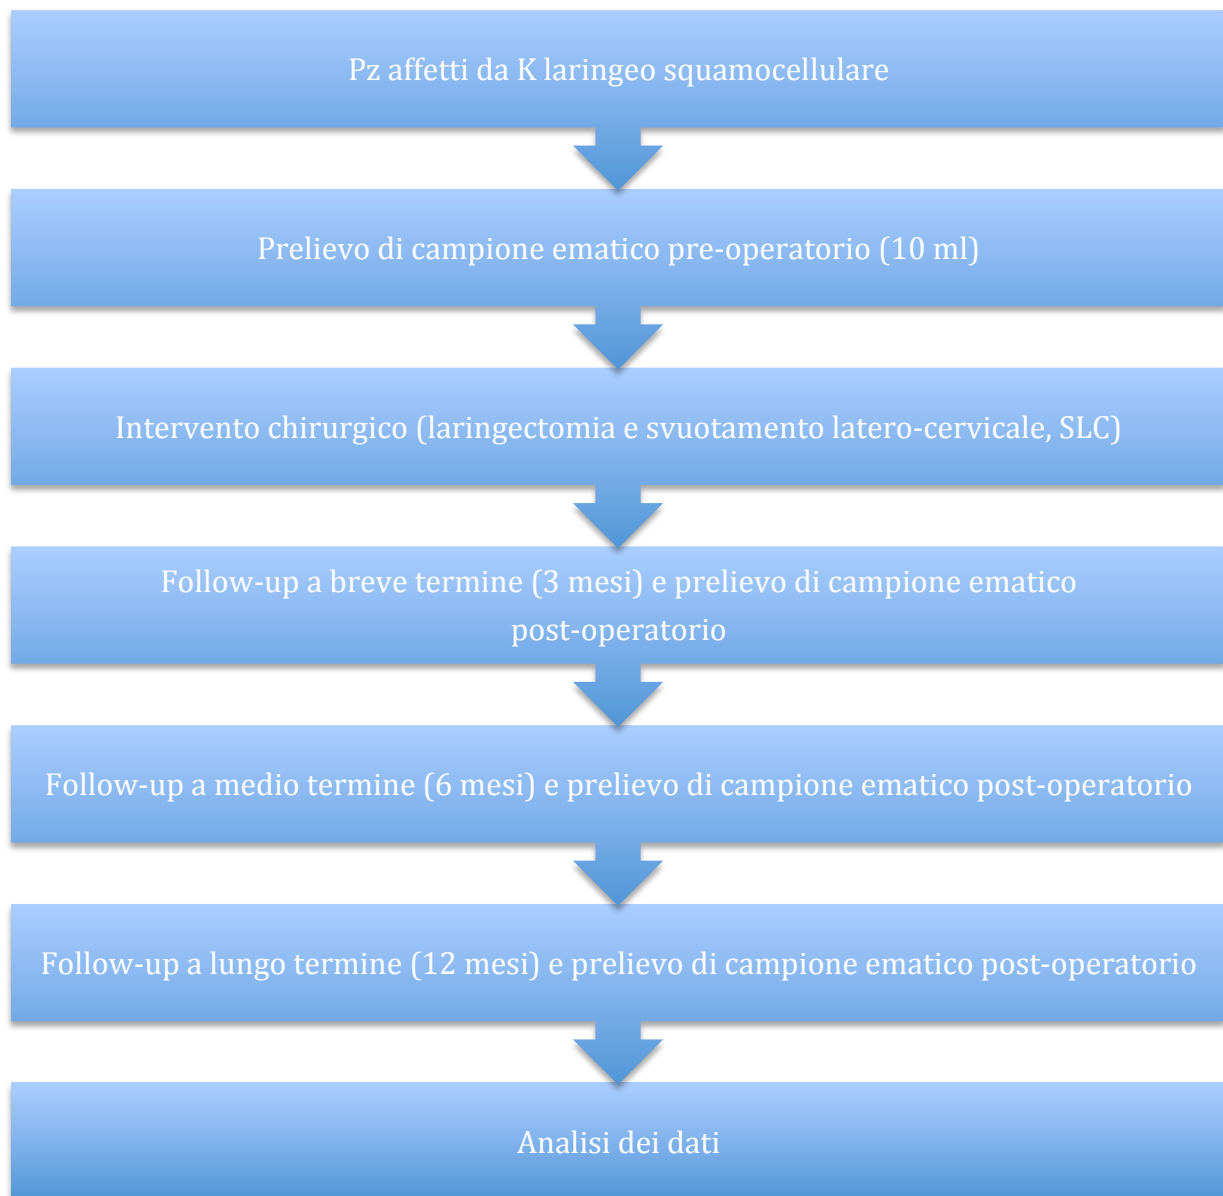 Pz affetti da K laringeo squamocellulare
Prelievo di campione ematico pre-operatorio (10 ml)
Intervento chirurgico (laringectomia e svuotamento latero-cervicale, SLC)
Follow-up a breve termine (3 mesi) e prelievo di campione ematico
post-operatorio
Follow-up a medio termine (6 mesi) e prelievo di campione ematico post-operatorio
Follow-up a lungo termine (12 mesi) e prelievo di campione ematico post-operatorio
Analisi dei dati